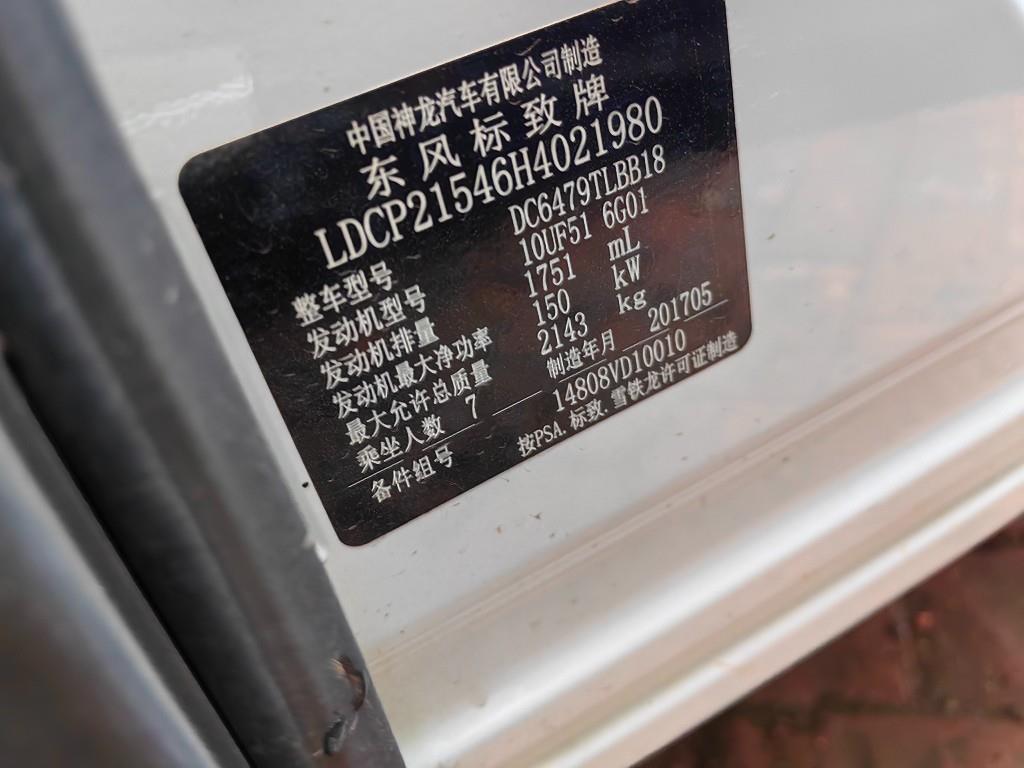 中国神龙汽车有限公司制造
东风标致牌
LDCP21546H4021980
整车型号 DC6479TLBB18
发动机型号 10UF51 6G01
发动机排量 1751 mL
发动机最大净功率 150 kW
最大允许总质量 2143 kg
乘坐人数 7 制造年月 201705
备件组号 14808VD10010
按PSA.标致.雪铁龙许可证制造